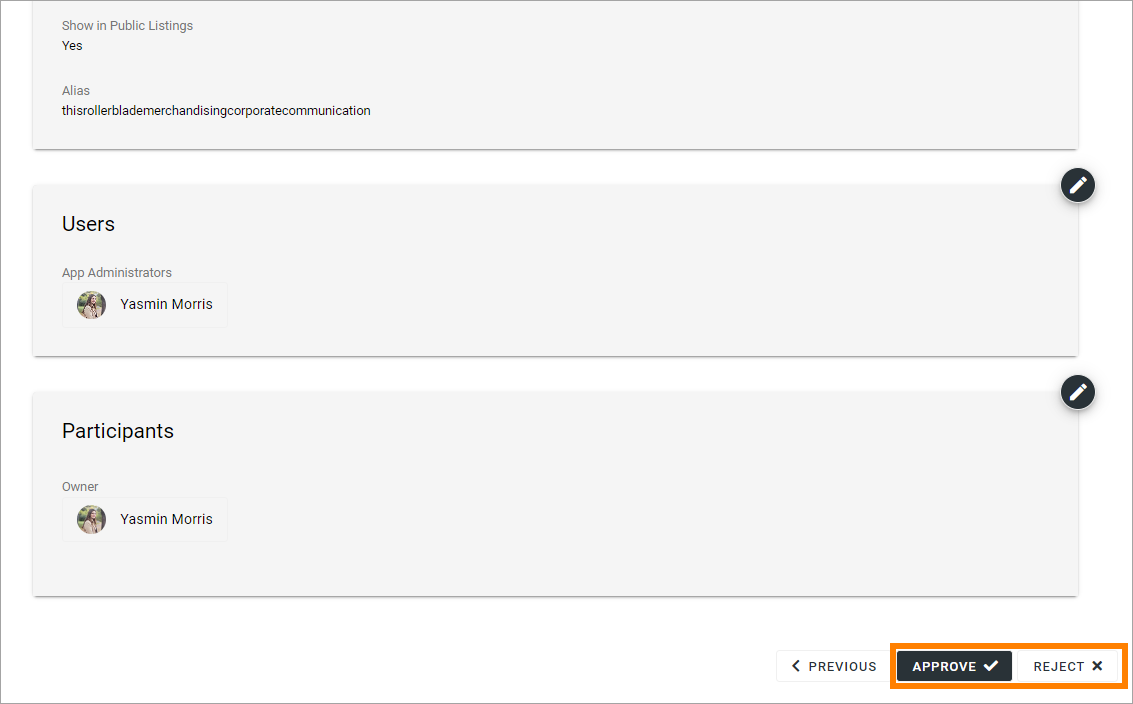 Show in Public Listings
Yes
Alias
thisrollerblademerchandisingcorporatecommunication
Users
App Administrators
Yasmin Morris
Participants
Owner
Yasmin Morris
PREVIOUS APPROVE REJECT